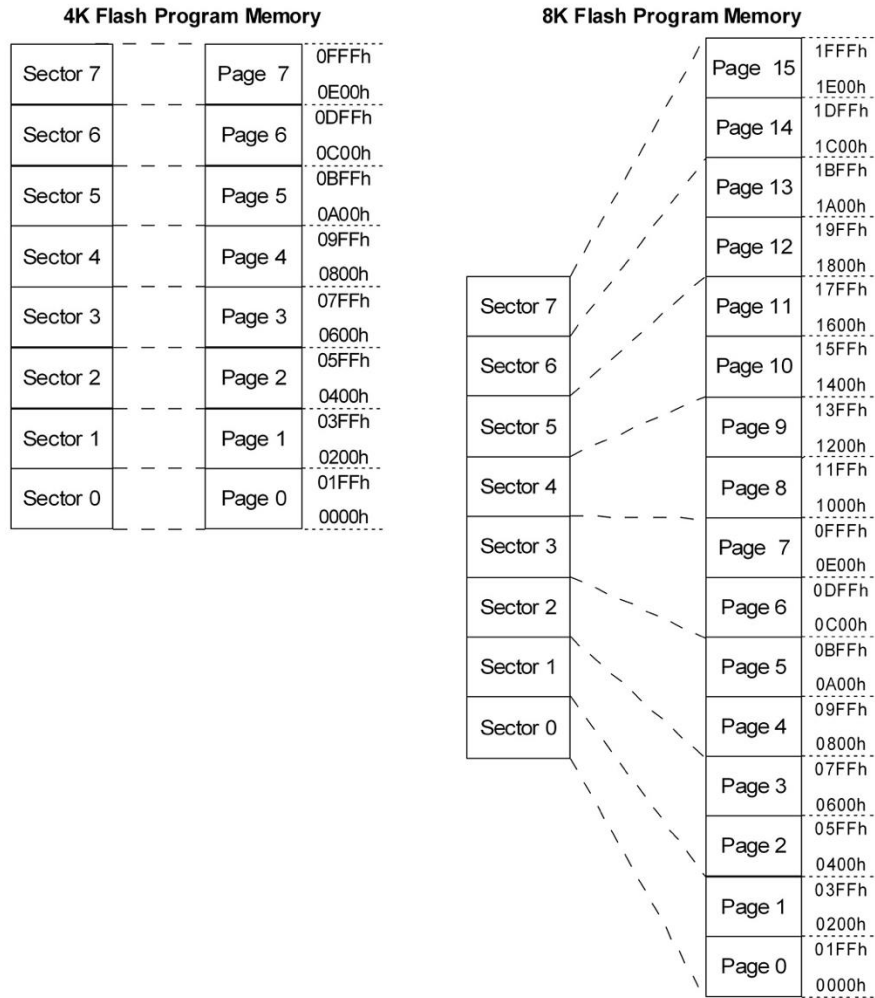 4K Flash Program Memory
Sector 7
Page 7
0FFFh
0E00h
Sector 6
Page 6
0DFFh
0C00h
Sector 5
Page 5
0BFFh
0A00h
Sector 4
Page 4
09FFh
0800h
Sector 3
Page 3
07FFh
0600h
Sector 2
Page 2
05FFh
0400h
Sector 1
Page 1
03FFh
0200h
Sector 0
Page 0
01FFh
0000h
8K Flash Program Memory
Sector 7
Sector 6
Sector 5
Sector 4
Sector 3
Sector 2
Sector 1
Sector 0
Page 15
1FFFh
1E00h
Page 14
1DFFh
1C00h
Page 13
1BFFh
1A00h
Page 12
19FFh
1800h
Page 11
17FFh
1600h
Page 10
15FFh
1400h
Page 9
13FFh
1200h
Page 8
11FFh
1000h
Page 7
0FFFh
0E00h
Page 6
0DFFh
0C00h
Page 5
0BFFh
0A00h
Page 4
09FFh
0800h
Page 3
07FFh
0600h
Page 2
05FFh
0400h
Page 1
03FFh
0200h
Page 0
01FFh
0000h